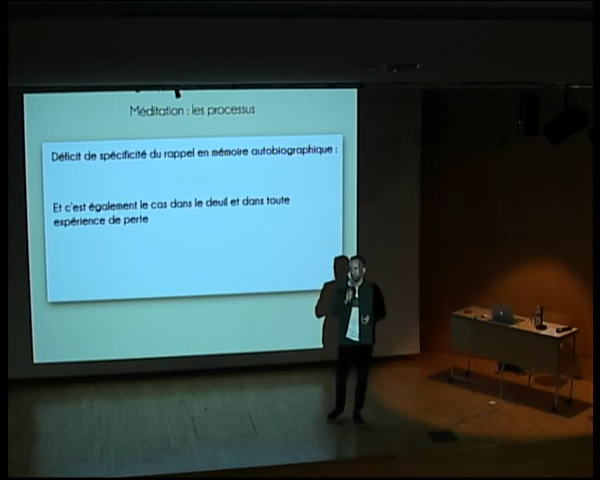 Méditation : les processus
Déficit de spécificité du rappel en mémoire autobiographique :
Et c'est également le cas dans le deuil et dans toute
expérience de perte